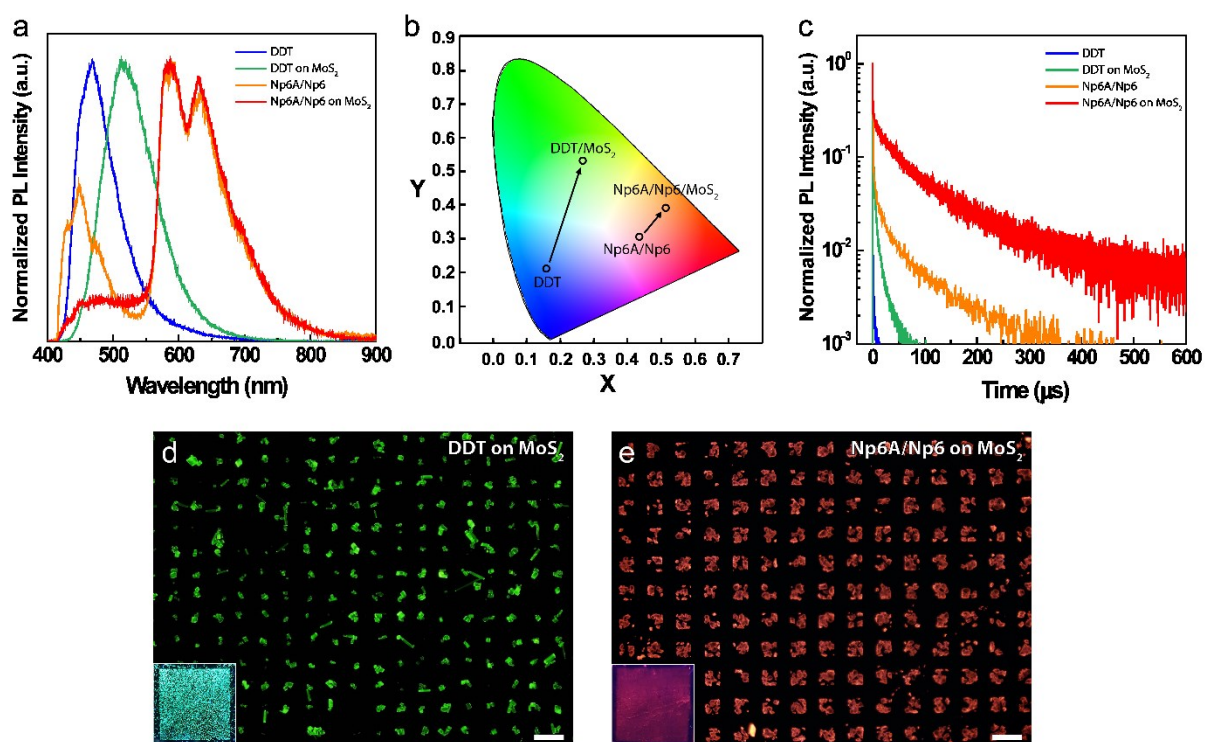 a
Normalized PL Intensity (a.u.)
DDT
DDT on MoS₂
Np6A/Np6
Np6A/Np6 on MoS₂
400 500 600 700 800 900
Wavelength (nm)
b
0.9
0.8
0.7
0.6
0.5
0.4
0.3
0.2
0.1
0.0
Y
DDT/MoS₂
Np6A/Np6/MoS₂
Np6A/Np6
DDT
0.0 0.1 0.2 0.3 0.4 0.5 0.6 0.7
X
c
Normalized PL Intensity (a.u.)
10⁰
10⁻¹
10⁻²
10⁻³
DDT
DDT on MoS₂
Np6A/Np6
Np6A/Np6 on MoS₂
0 100 200 300 400 500 600
Time (µs)
d
DDT on MoS₂
e
Np6A/Np6 on MoS₂